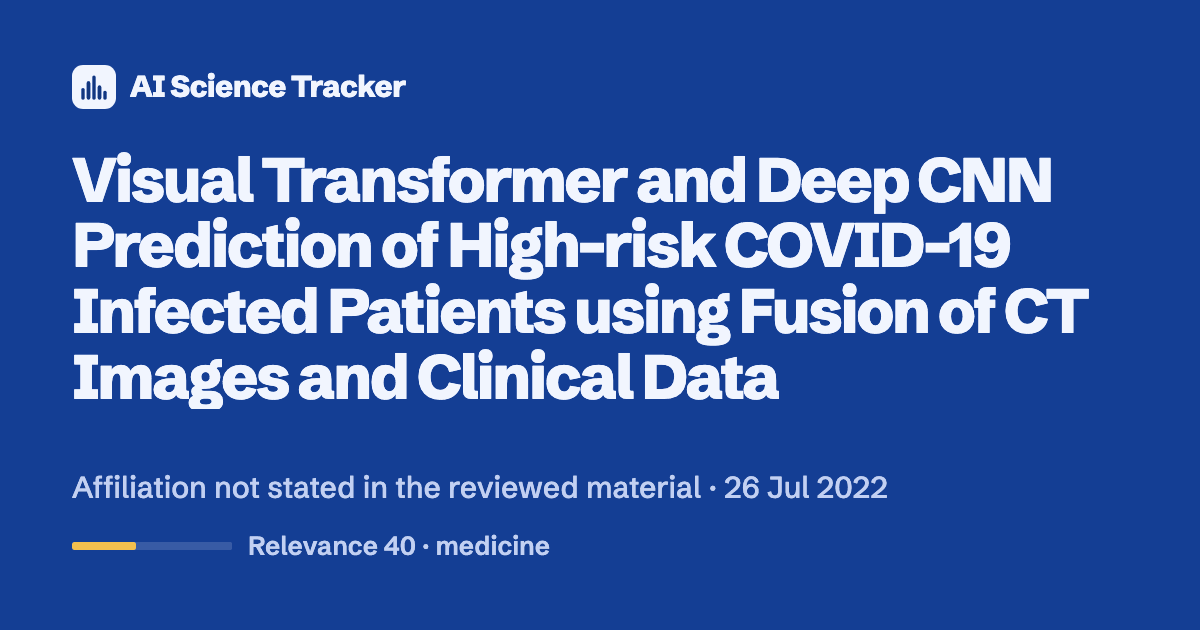 AI Science Tracker
Visual Transformer and Deep CNN
Prediction of High-risk COVID-19
Infected Patients using Fusion of CT
Images and Clinical Data
Affiliation not stated in the reviewed material · 26 Jul 2022
Relevance 40 · medicine